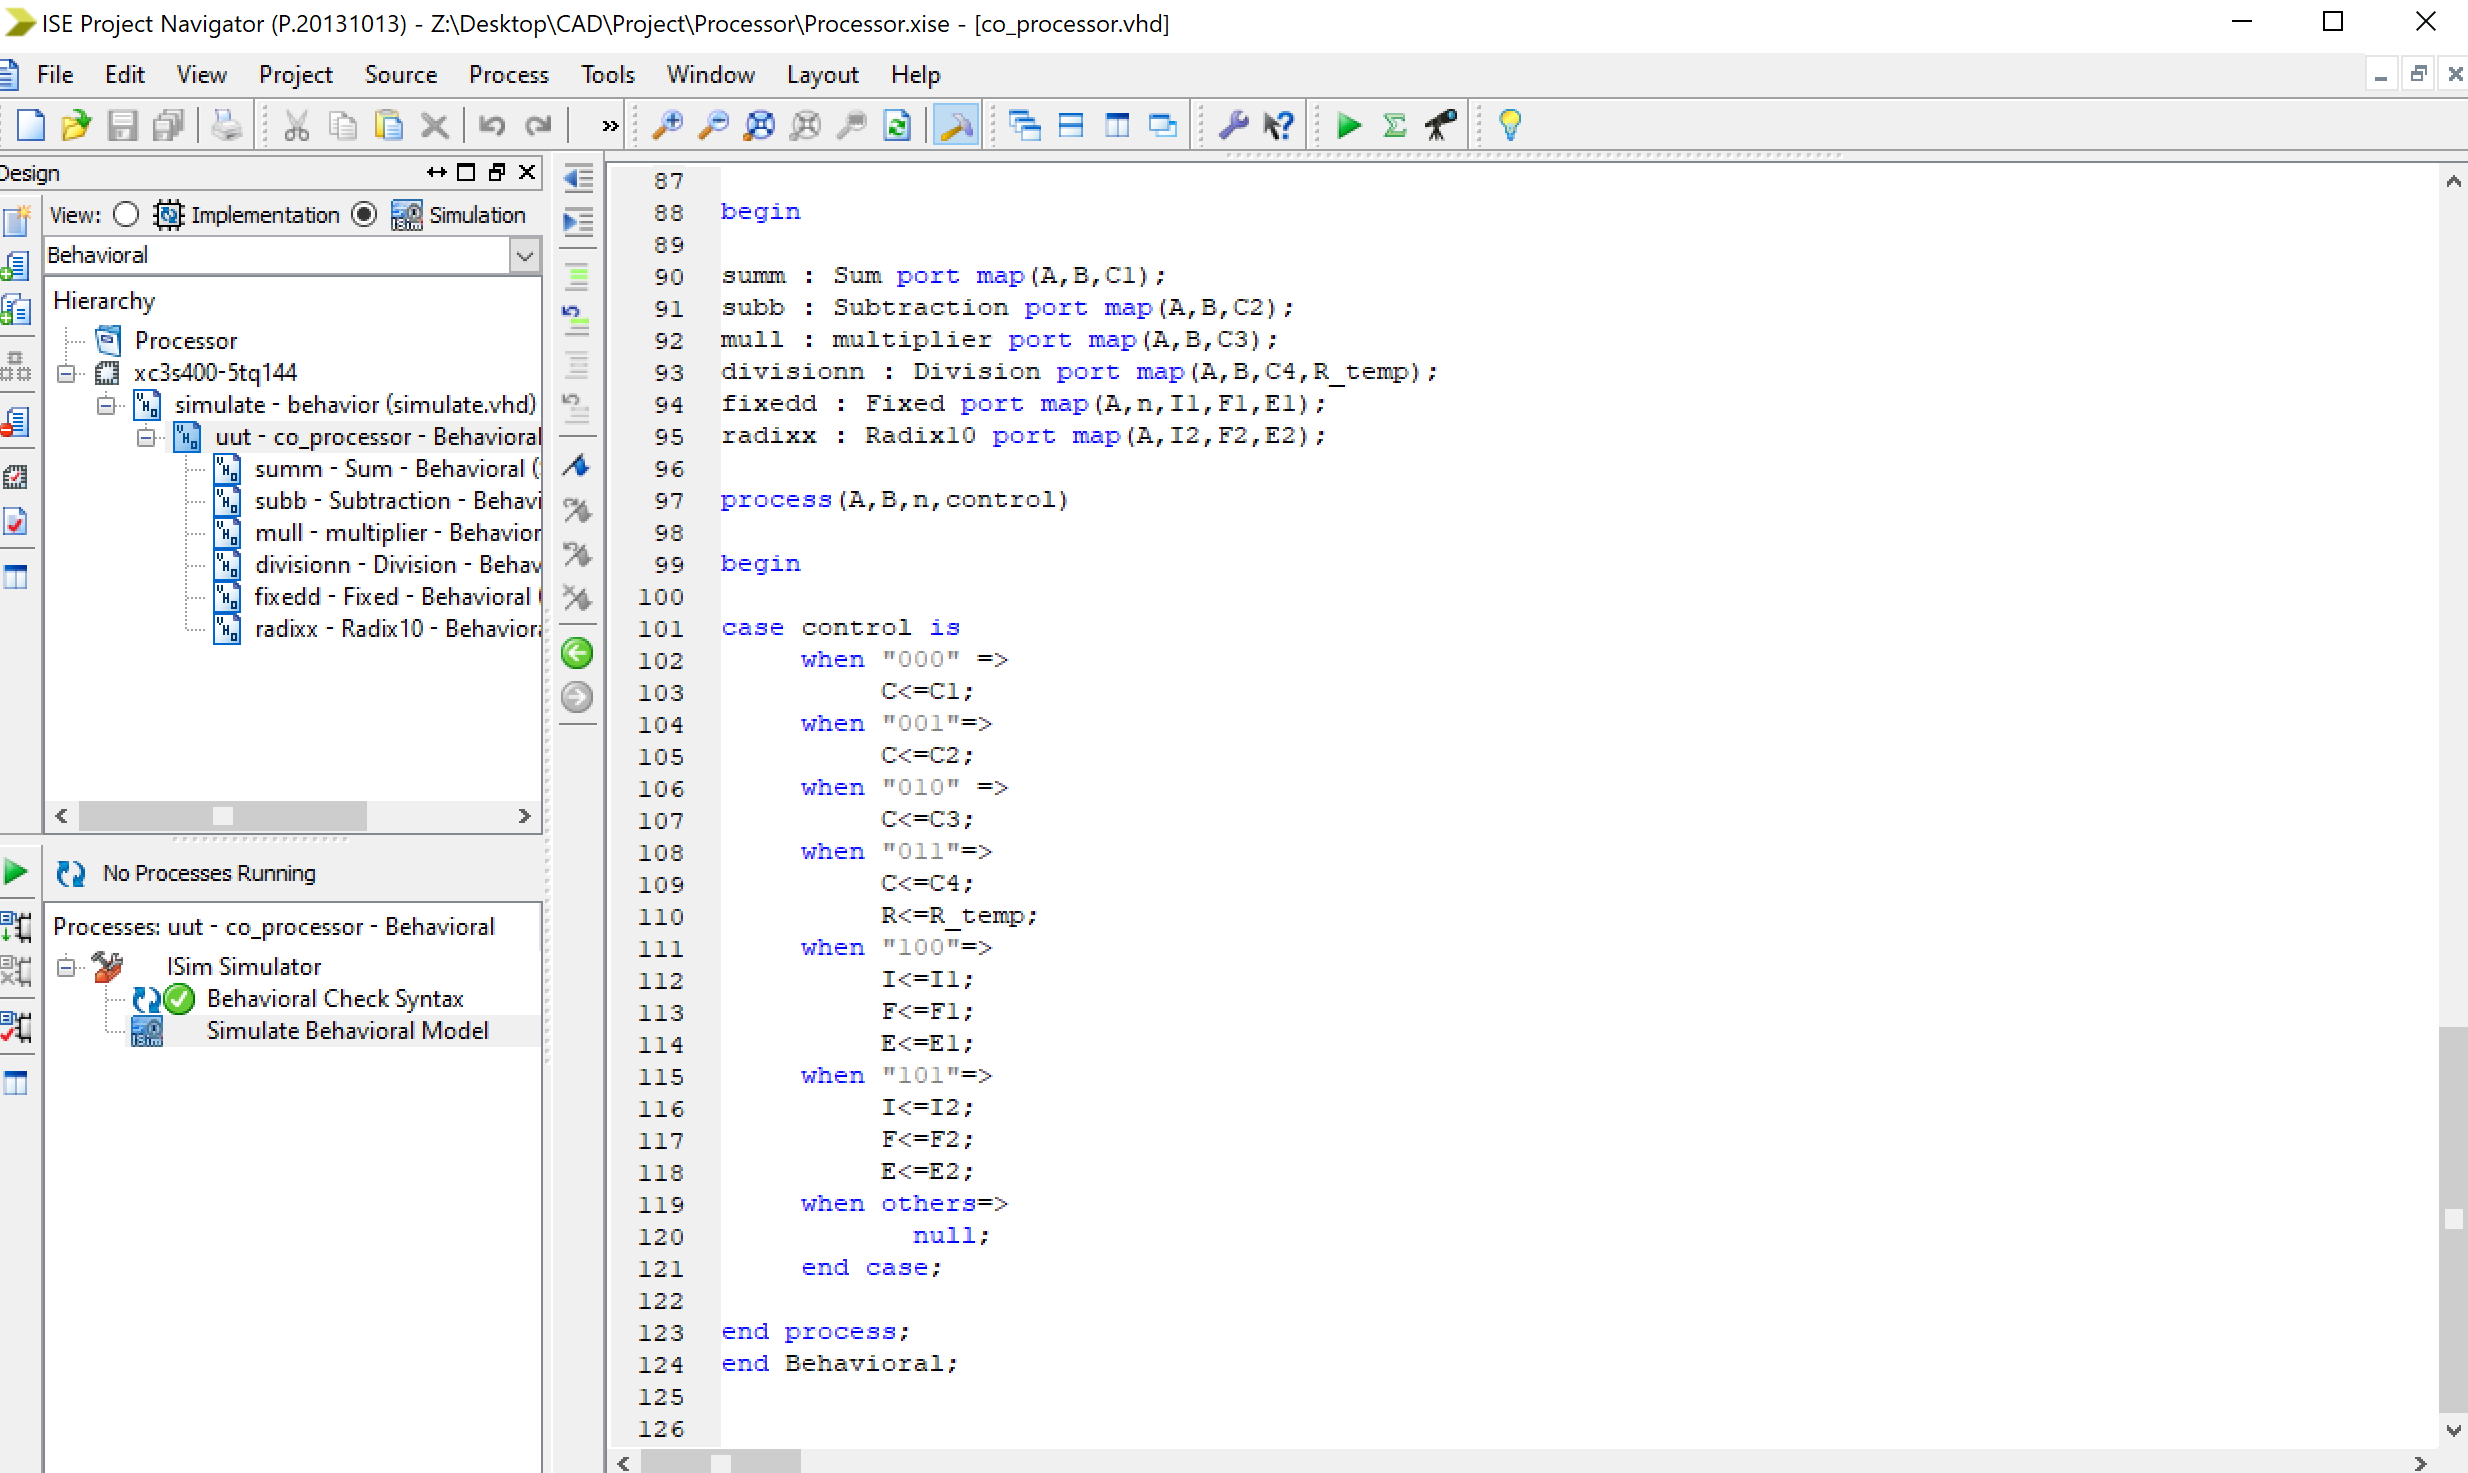 ISE Project Navigator (P.20131013) - Z:\Desktop\CAD\Project\Processor\Processor.xise - [co_processor.vhd]
File Edit View Project Source Process Tools Window Layout Help
Design
View: Implementation Simulation
Behavioral
Hierarchy
Processor
xc3s400-5tq144
simulate - behavior (simulate.vhd)
uut - co_processor - Behavioral
summ - Sum - Behavioral (
subb - Subtraction - Behavi
mull - multiplier - Behavior
divisionn - Division - Behav
fixedd - Fixed - Behavioral (
radixx - Radix10 - Behaviora
No Processes Running
Processes: uut - co_processor - Behavioral
ISim Simulator
Behavioral Check Syntax
Simulate Behavioral Model
87
88 begin
89
90 summ : Sum port map(A,B,C1);
91 subb : Subtraction port map(A,B,C2);
92 mull : multiplier port map(A,B,C3);
93 divisionn : Division port map(A,B,C4,R_temp);
94 fixedd : Fixed port map(A,n,I1,F1,E1);
95 radixx : Radix10 port map(A,I2,F2,E2);
96
97 process(A,B,n,control)
98
99 begin
100
101 case control is
102 when "000" =>
103 C<=C1;
104 when "001"=>
105 C<=C2;
106 when "010" =>
107 C<=C3;
108 when "011"=>
109 C<=C4;
110 R<=R_temp;
111 when "100"=>
112 I<=I1;
113 F<=F1;
114 E<=E1;
115 when "101"=>
116 I<=I2;
117 F<=F2;
118 E<=E2;
119 when others=>
120 null;
121 end case;
122
123 end process;
124 end Behavioral;
125
126